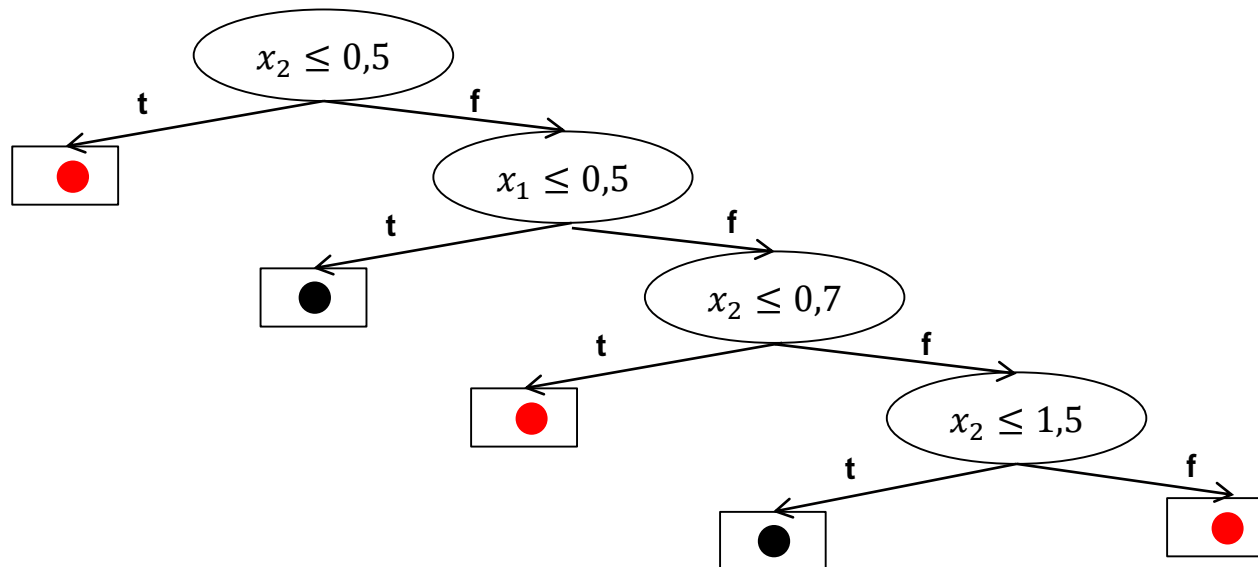 x₂ ≤ 0,5
t
f
x₁ ≤ 0,5
t
f
x₂ ≤ 0,7
t
f
x₂ ≤ 1,5
t
f